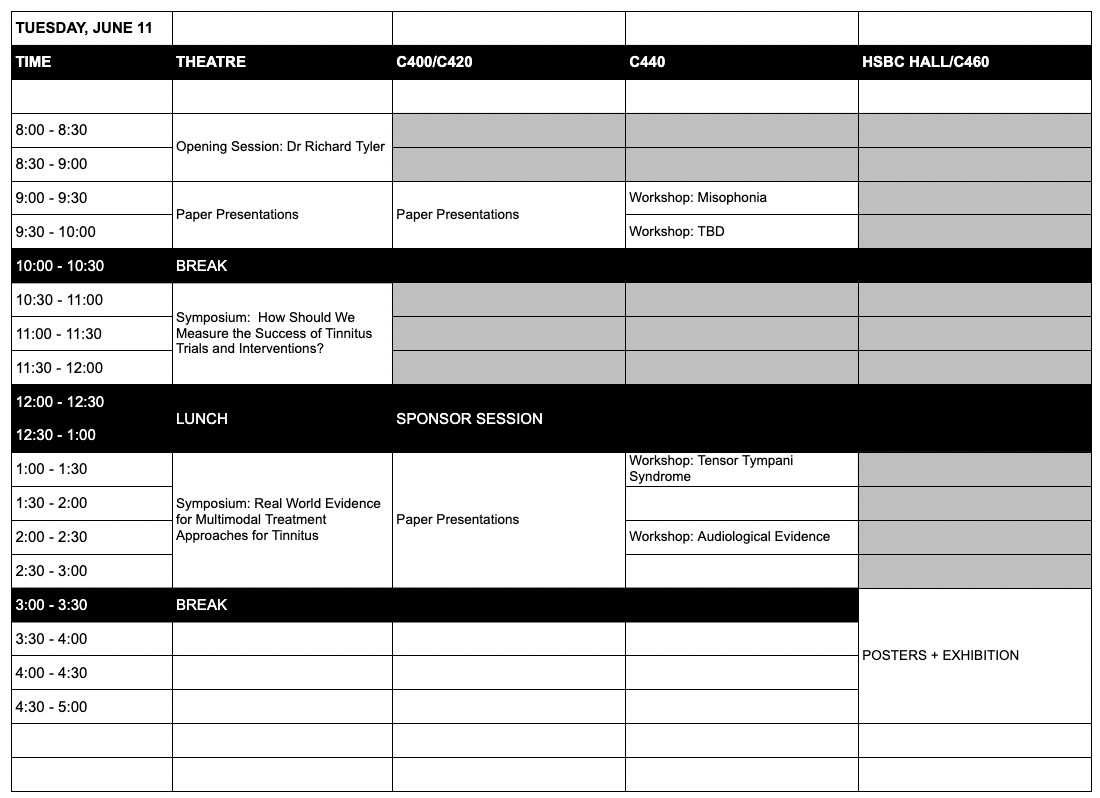 TUESDAY, JUNE 11
TIME THEATRE C400/C420 C440 HSBC HALL/C460
8:00 - 8:30
Opening Session: Dr Richard Tyler
8:30 - 9:00
9:00 - 9:30
Paper Presentations
Paper Presentations
Workshop: Misophonia
9:30 - 10:00
Workshop: TBD
10:00 - 10:30 BREAK
10:30 - 11:00
Symposium:  How Should We
Measure the Success of Tinnitus
Trials and Interventions?
11:00 - 11:30
11:30 - 12:00
12:00 - 12:30
LUNCH
SPONSOR SESSION
12:30 - 1:00
1:00 - 1:30
Symposium: Real World Evidence
for Multimodal Treatment
Approaches for Tinnitus
Paper Presentations
Workshop: Tensor Tympani
Syndrome
1:30 - 2:00
2:00 - 2:30
Workshop: Audiological Evidence
2:30 - 3:00
3:00 - 3:30 BREAK
POSTERS + EXHIBITION
3:30 - 4:00
4:00 - 4:30
4:30 - 5:00